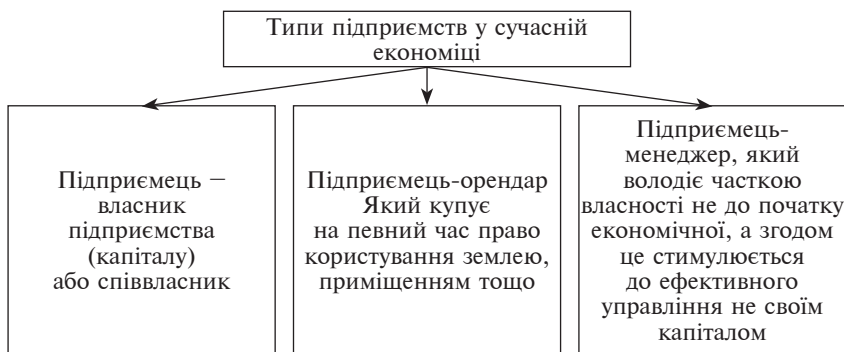 Типи підприємств у сучасній
економіці
Підприємець –
власник
підприємства
(капіталу)
або співвласник
Підприємець-орендар
Який купує
на певний час право
користування землею,
приміщенням тощо
Підприємець-
менеджер, який
володіє часткою
власності не до початку
економічної, а згодом
це стимулюється
до ефективного
управління не своїм
капіталом